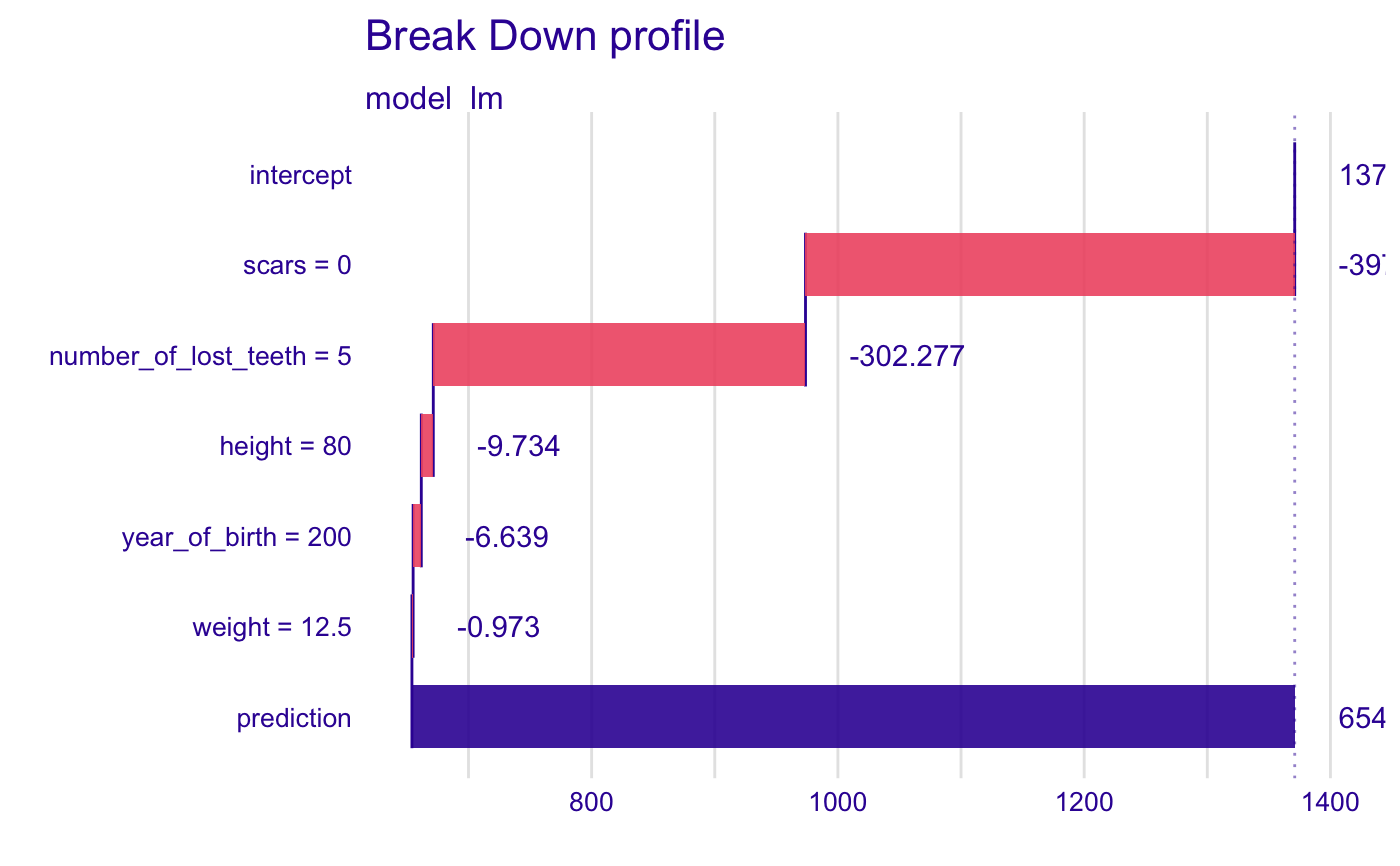 Break Down profile
model lm
intercept 137
scars = 0 -397
number_of_lost_teeth = 5 -302.277
height = 80 -9.734
year_of_birth = 200 -6.639
weight = 12.5 -0.973
prediction 654
800 1000 1200 1400